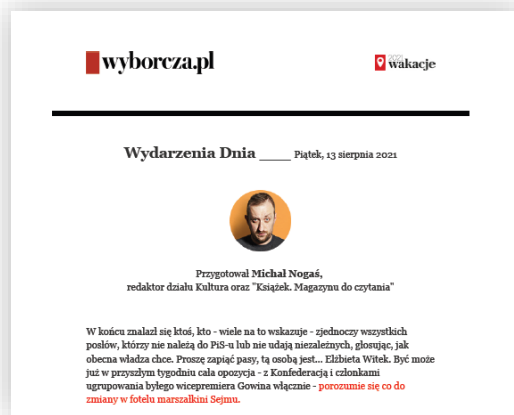 wyborcza.pl
wakacje
Wydarzenia Dnia ____ Piątek, 13 sierpnia 2021
Przygotował Michał Nogaś,
redaktor działu Kultura oraz "Książek. Magazynu do czytania"
W końcu znalazł się ktoś, kto - wiele na to wskazuje - zjednoczy wszystkich
posłów, którzy nie należą do PiS-u lub nie udają niezależnych, głosując, jak
obecna władza chce. Proszę zapiąć pasy, tą osobą jest... Elżbieta Witek. Być może
już w przyszłym tygodniu cała opozycja - z Konfederacją i członkami
ugrupowania byłego wicepremiera Gowina włącznie - porozumie się co do
zmiany w fotelu marszałkini Sejmu.